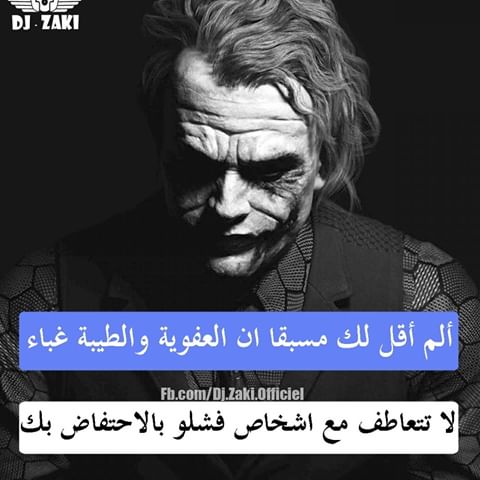 DJ - ZAKI
ألم أقل لك مسبقا ان العفوية والطيبة غباء
Fb.com/Dj.Zaki.Officiel
لا تتعاطف مع اشخاص فشلو بالاحتفاض بك